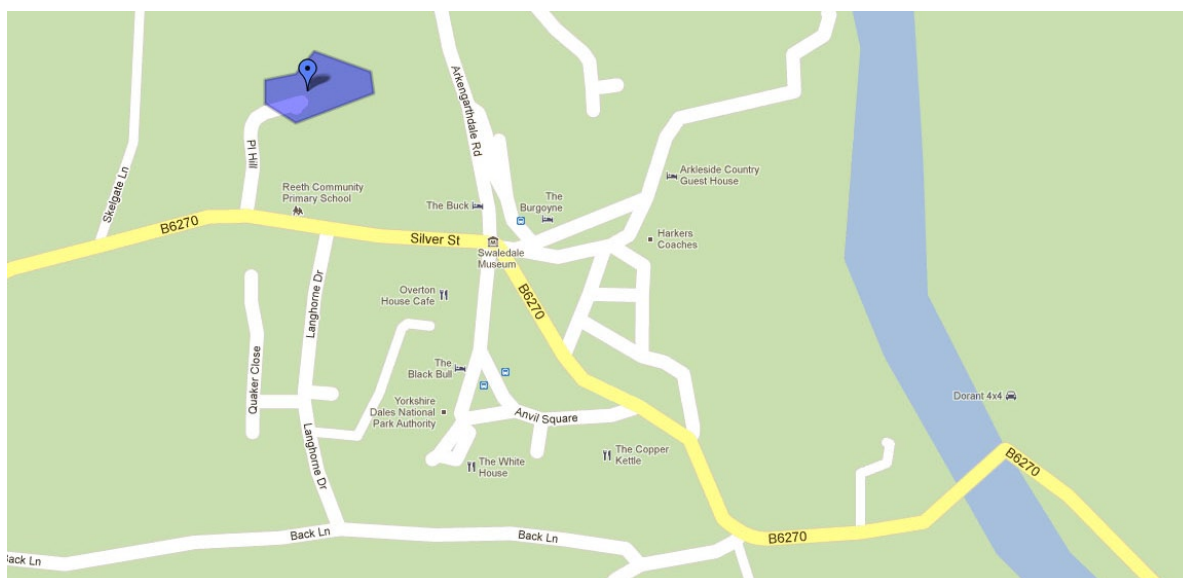 Arkengarthdale Rd
Skelgate Ln
Pl Hill
Reeth Community
Primary School
The Buck
The
Burgoyne
Arkleside Country
Guest House
B6270
Silver St
Swaledale
Museum
Harkers
Coaches
Overton
House Cafe
Langhorne Dr
B6270
Quaker Close
The
Black Bull
Yorkshire
Dales National
Park Authority
Anvil Square
Dorant 4x4
Langhorne Dr
The White
House
The Copper
Kettle
B6270
Back Ln
Back Ln
B6270
Back Ln